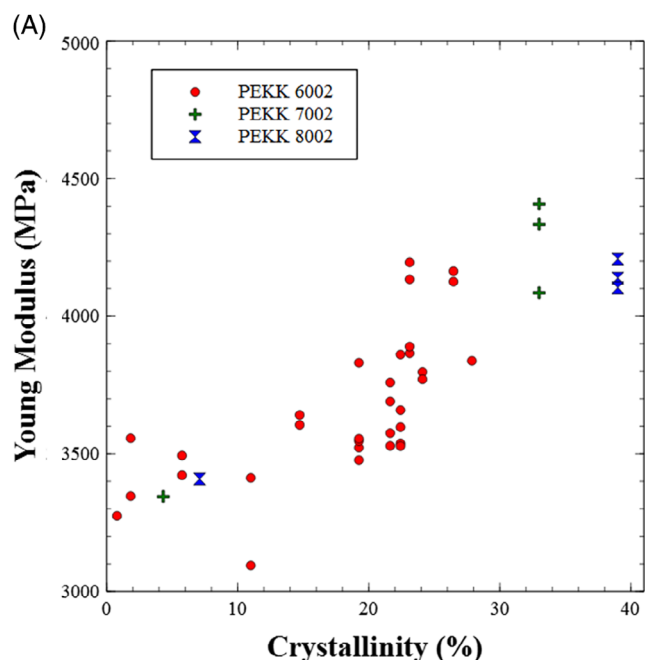 (A)
5000
4500
4000
3500
3000
Young Modulus (MPa)
PEKK 6002
PEKK 7002
PEKK 8002
0 10 20 30 40
Crystallinity (%)